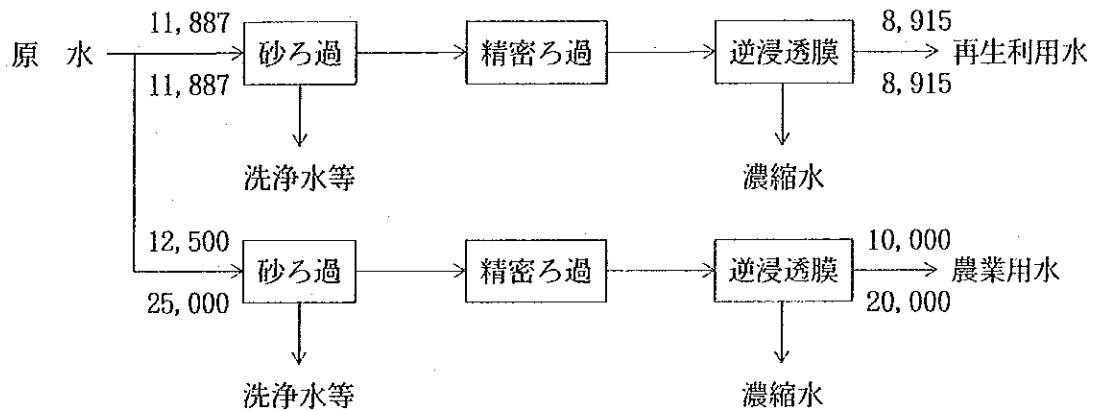 11,887
8,915
原 水
砂ろ過
精密ろ過
逆浸透膜
再生利用水
11,887
8,915
洗浄水等
濃縮水
12,500
10,000
砂ろ過
精密ろ過
逆浸透膜
農業用水
25,000
20,000
洗浄水等
濃縮水